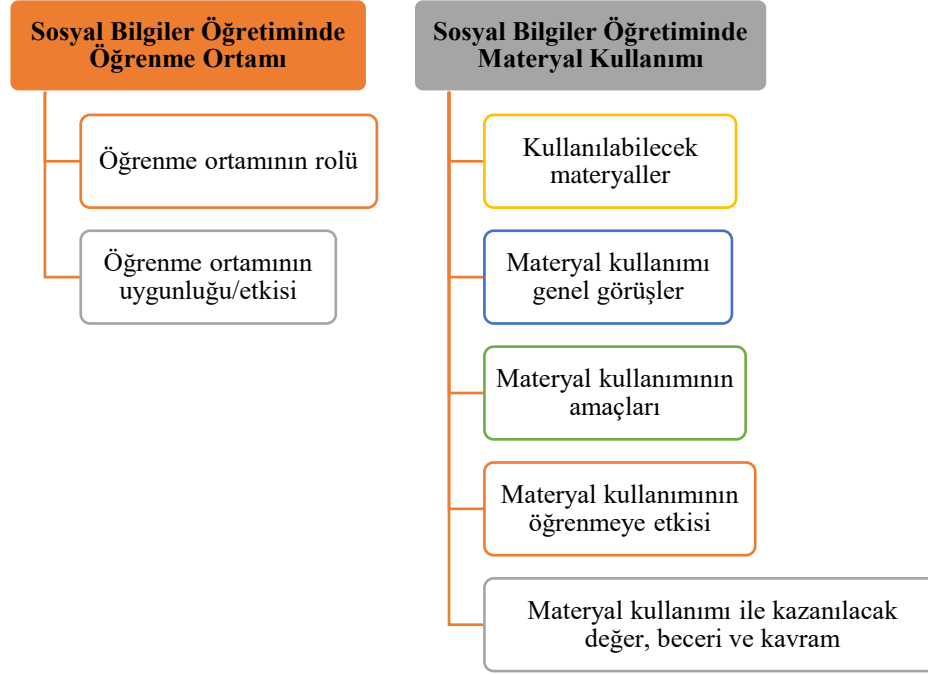 Sosyal Bilgiler Öğretiminde
Öğrenme Ortamı
Öğrenme ortamının rolü
Öğrenme ortamının
uygunluğu/etkisi
Sosyal Bilgiler Öğretiminde
Materyal Kullanımı
Kullanılabilecek
materyaller
Materyal kullanımı
genel görüşler
Materyal kullanımının
amaçları
Materyal kullanımının
öğrenmeye etkisi
Materyal kullanımı ile kazanılacak
değer, beceri ve kavram